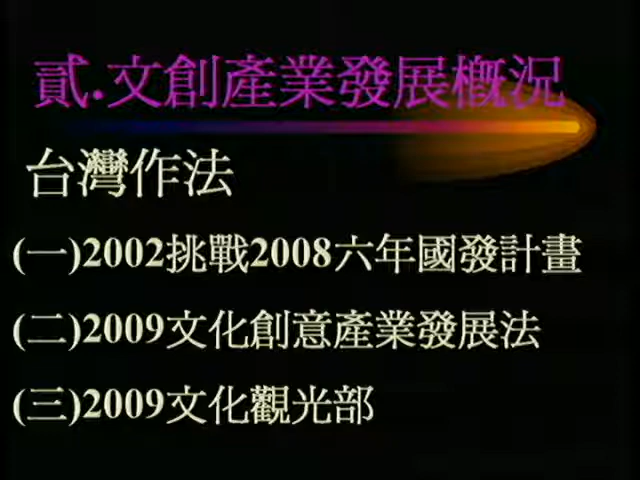 貳.文創產業發展概況
台灣作法
(一)2002挑戰2008六年國發計畫
(二)2009文化創意產業發展法
(三)2009文化觀光部